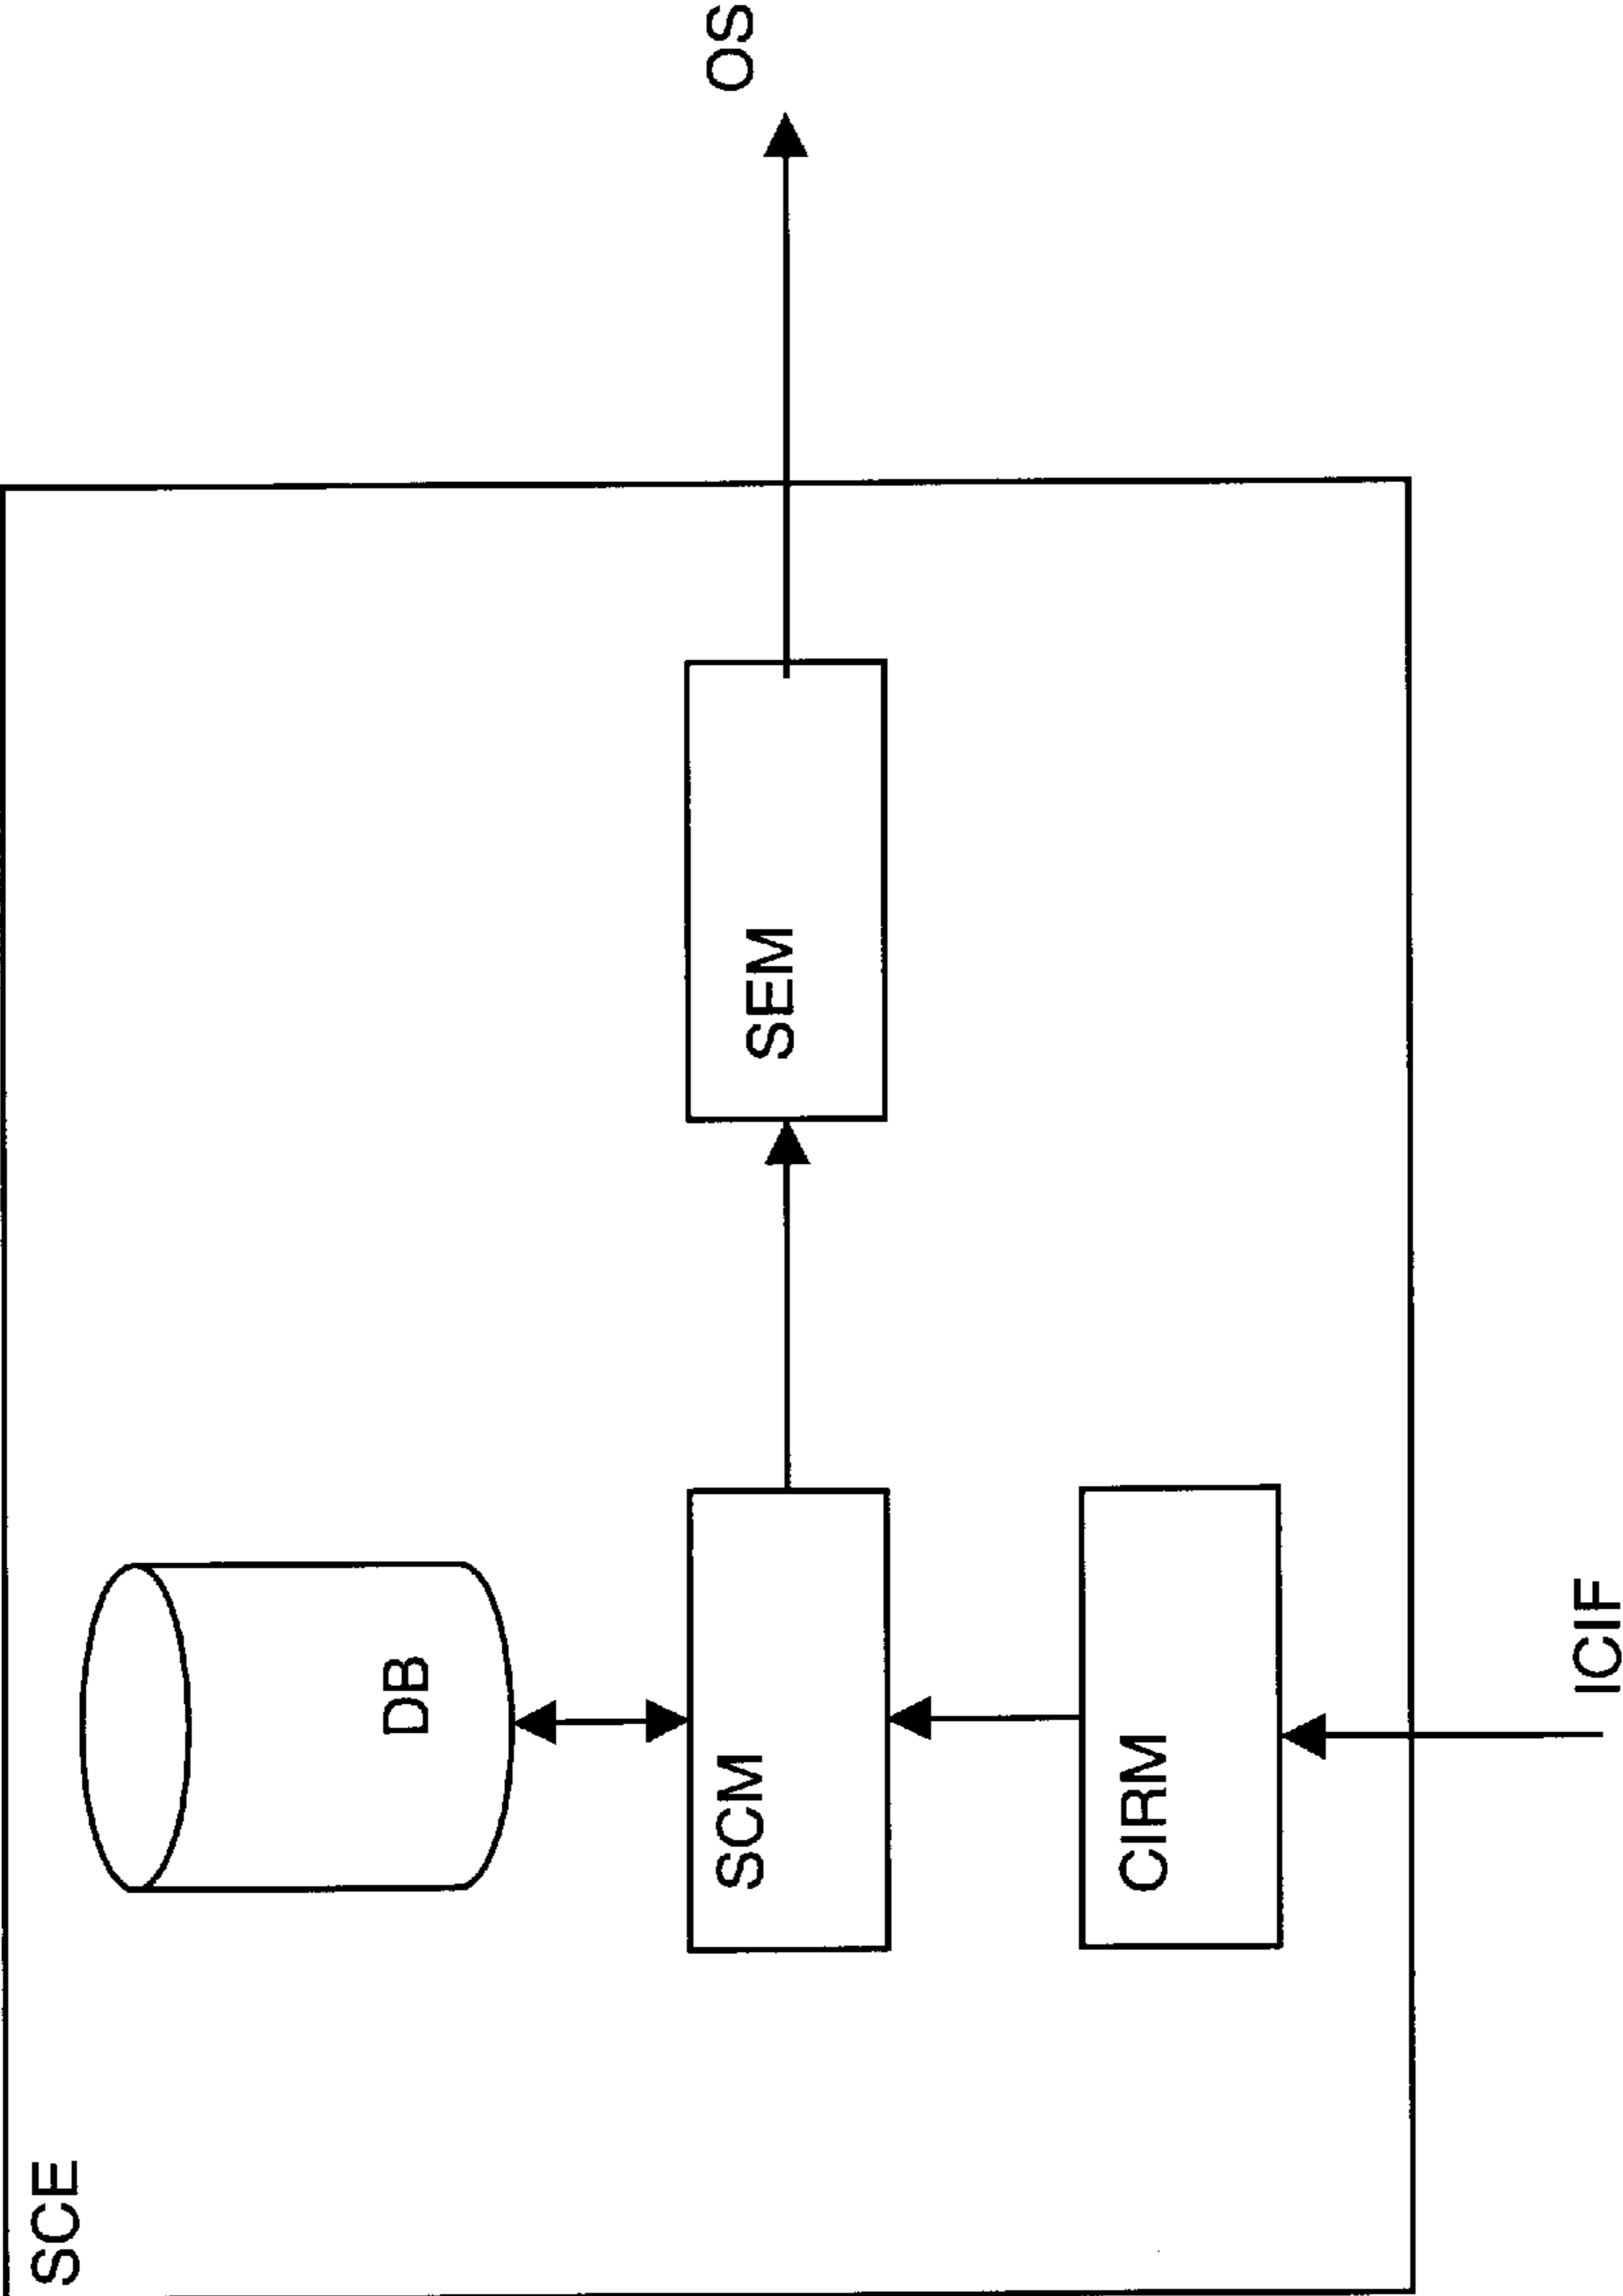 SCE
DB
SCM
SEM
OS
CIRM
ICIF